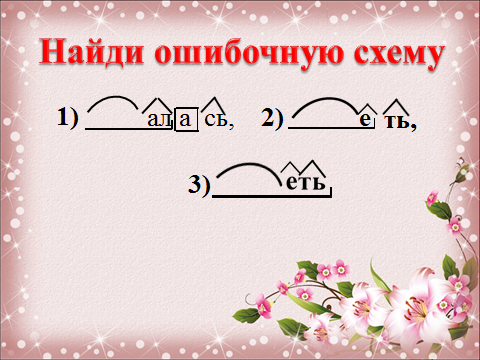 Найди ошибочную схему
1) ал а сь, 2) е ть,
3) еть